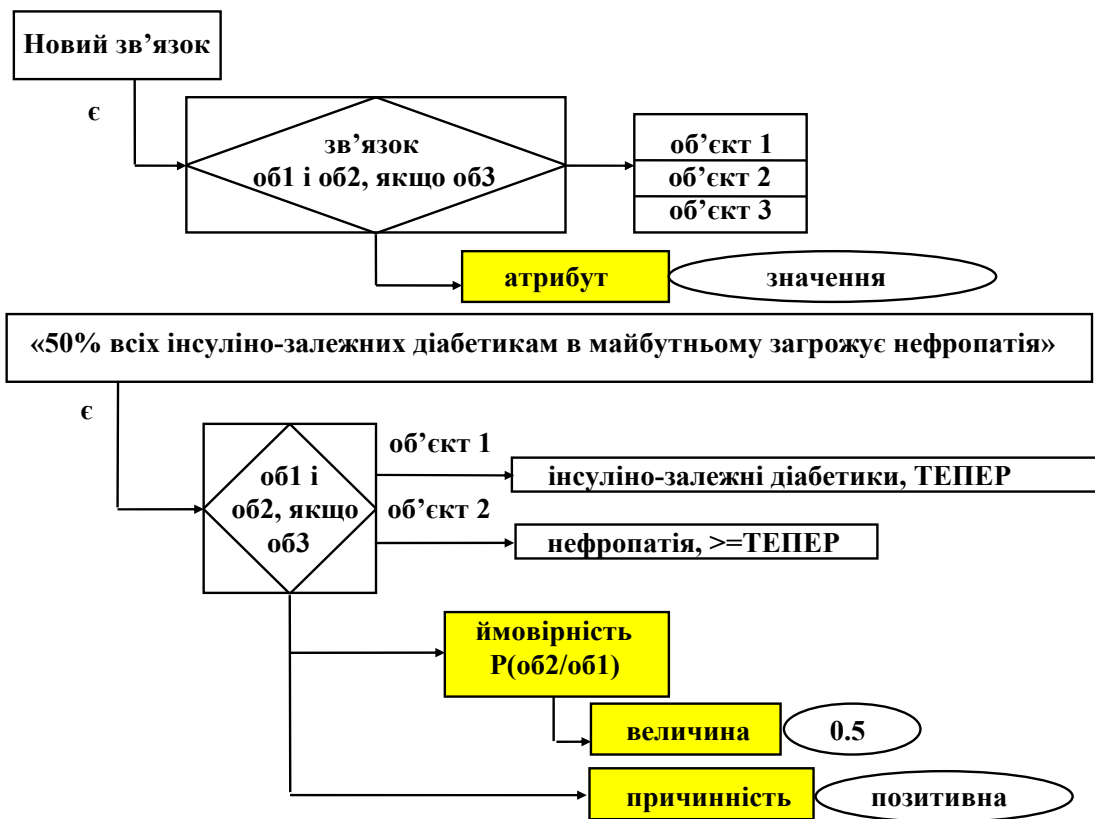 Новий зв’язок
є
зв’язок
об1 і об2, якщо об3
об’єкт 1
об’єкт 2
об’єкт 3
атрибут
значення
«50% всіх інсуліно-залежних діабетикам в майбутньому загрожує нефропатія»
є
об1 і
об2, якщо
об3
об’єкт 1
інсуліно-залежні діабетики, ТЕПЕР
об’єкт 2
нефропатія, >=ТЕПЕР
ймовірність
P(об2/об1)
величина
0.5
причинність
позитивна